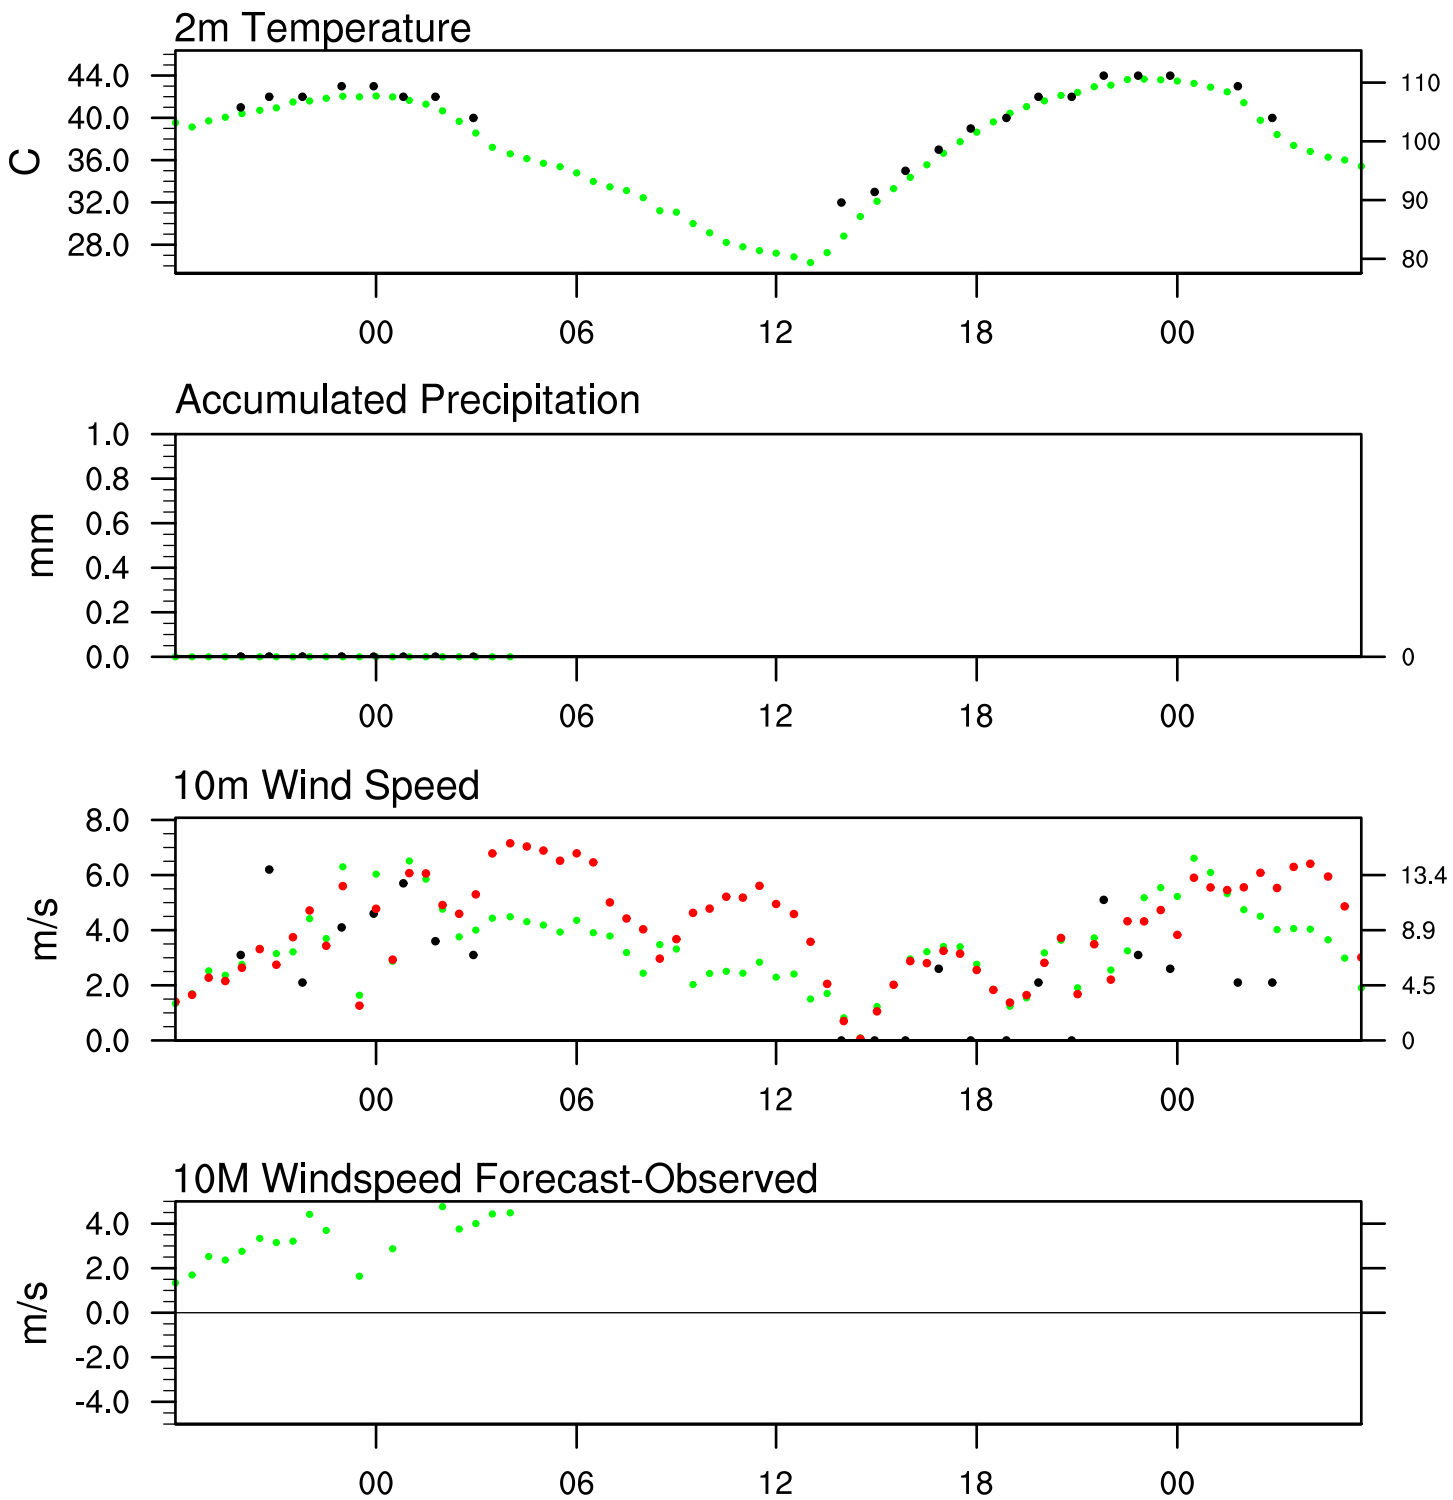 2m Temperature
44.0
40.0
36.0
32.0
28.0
C
110
100
90
80
00 06 12 18 00
Accumulated Precipitation
1.0
0.8
0.6
0.4
0.2
0.0
mm
0
00 06 12 18 00
10m Wind Speed
8.0
6.0
4.0
2.0
0.0
m/s
13.4
8.9
4.5
0
00 06 12 18 00
10M Windspeed Forecast-Observed
4.0
2.0
0.0
-2.0
-4.0
m/s
00 06 12 18 00